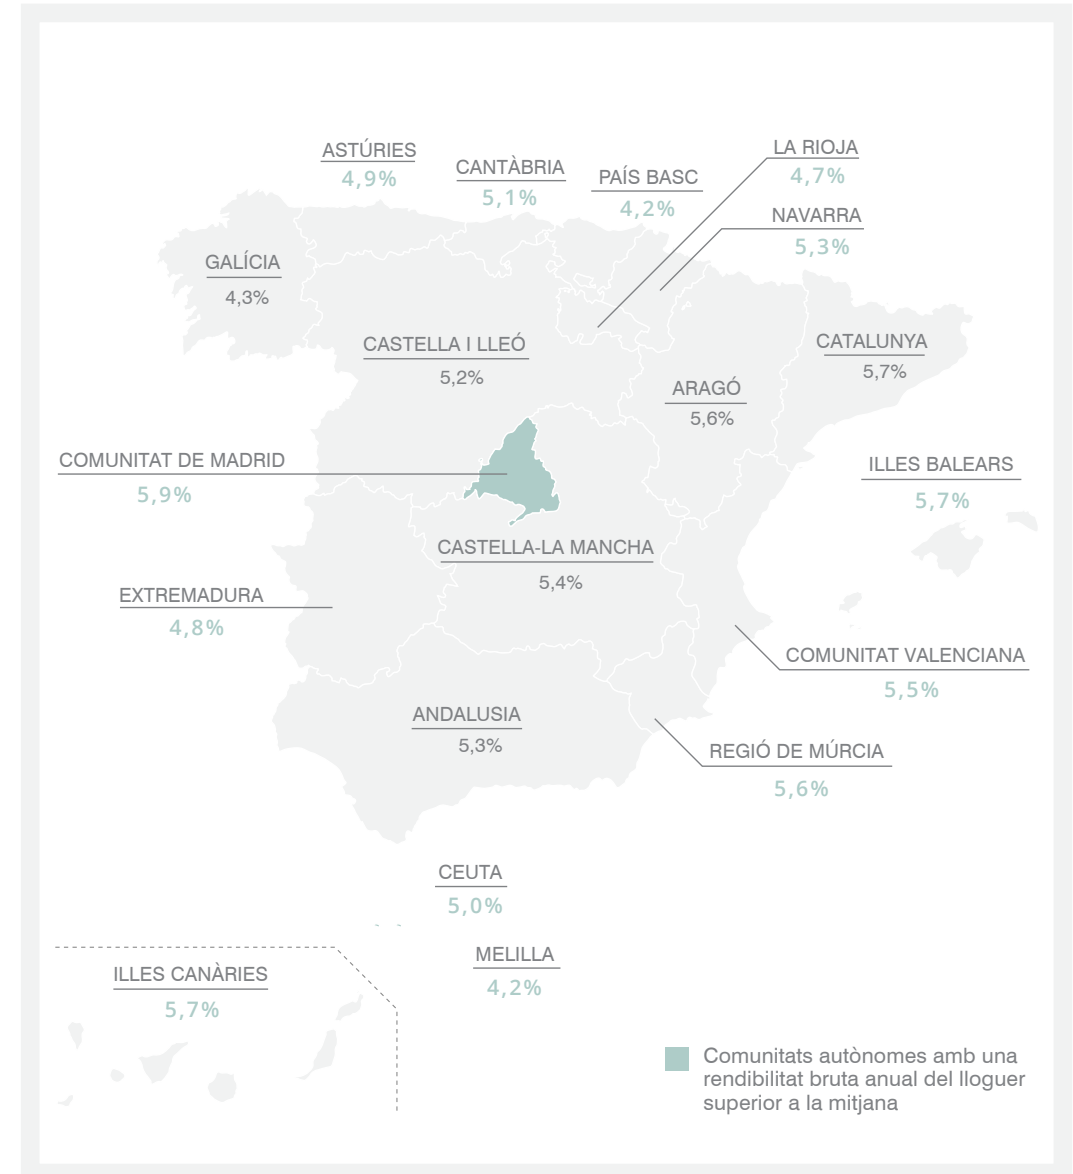 ASTÚRIES
4,9%
CANTÀBRIA
5,1%
PAÍS BASC
4,2%
LA RIOJA
4,7%
NAVARRA
5,3%
GALÍCIA
4,3%
CASTELLA I LLEÓ
5,2%
CATALUNYA
5,7%
ARAGÓ
5,6%
COMUNITAT DE MADRID
5,9%
ILLES BALEARS
5,7%
CASTELLA-LA MANCHA
5,4%
EXTREMADURA
4,8%
COMUNITAT VALENCIANA
5,5%
ANDALUSIA
5,3%
REGIÓ DE MÚRCIA
5,6%
CEUTA
5,0%
MELILLA
4,2%
ILLES CANÀRIES
5,7%
Comunitats autònomes amb una
rendibilitat bruta anual del lloguer
superior a la mitjana